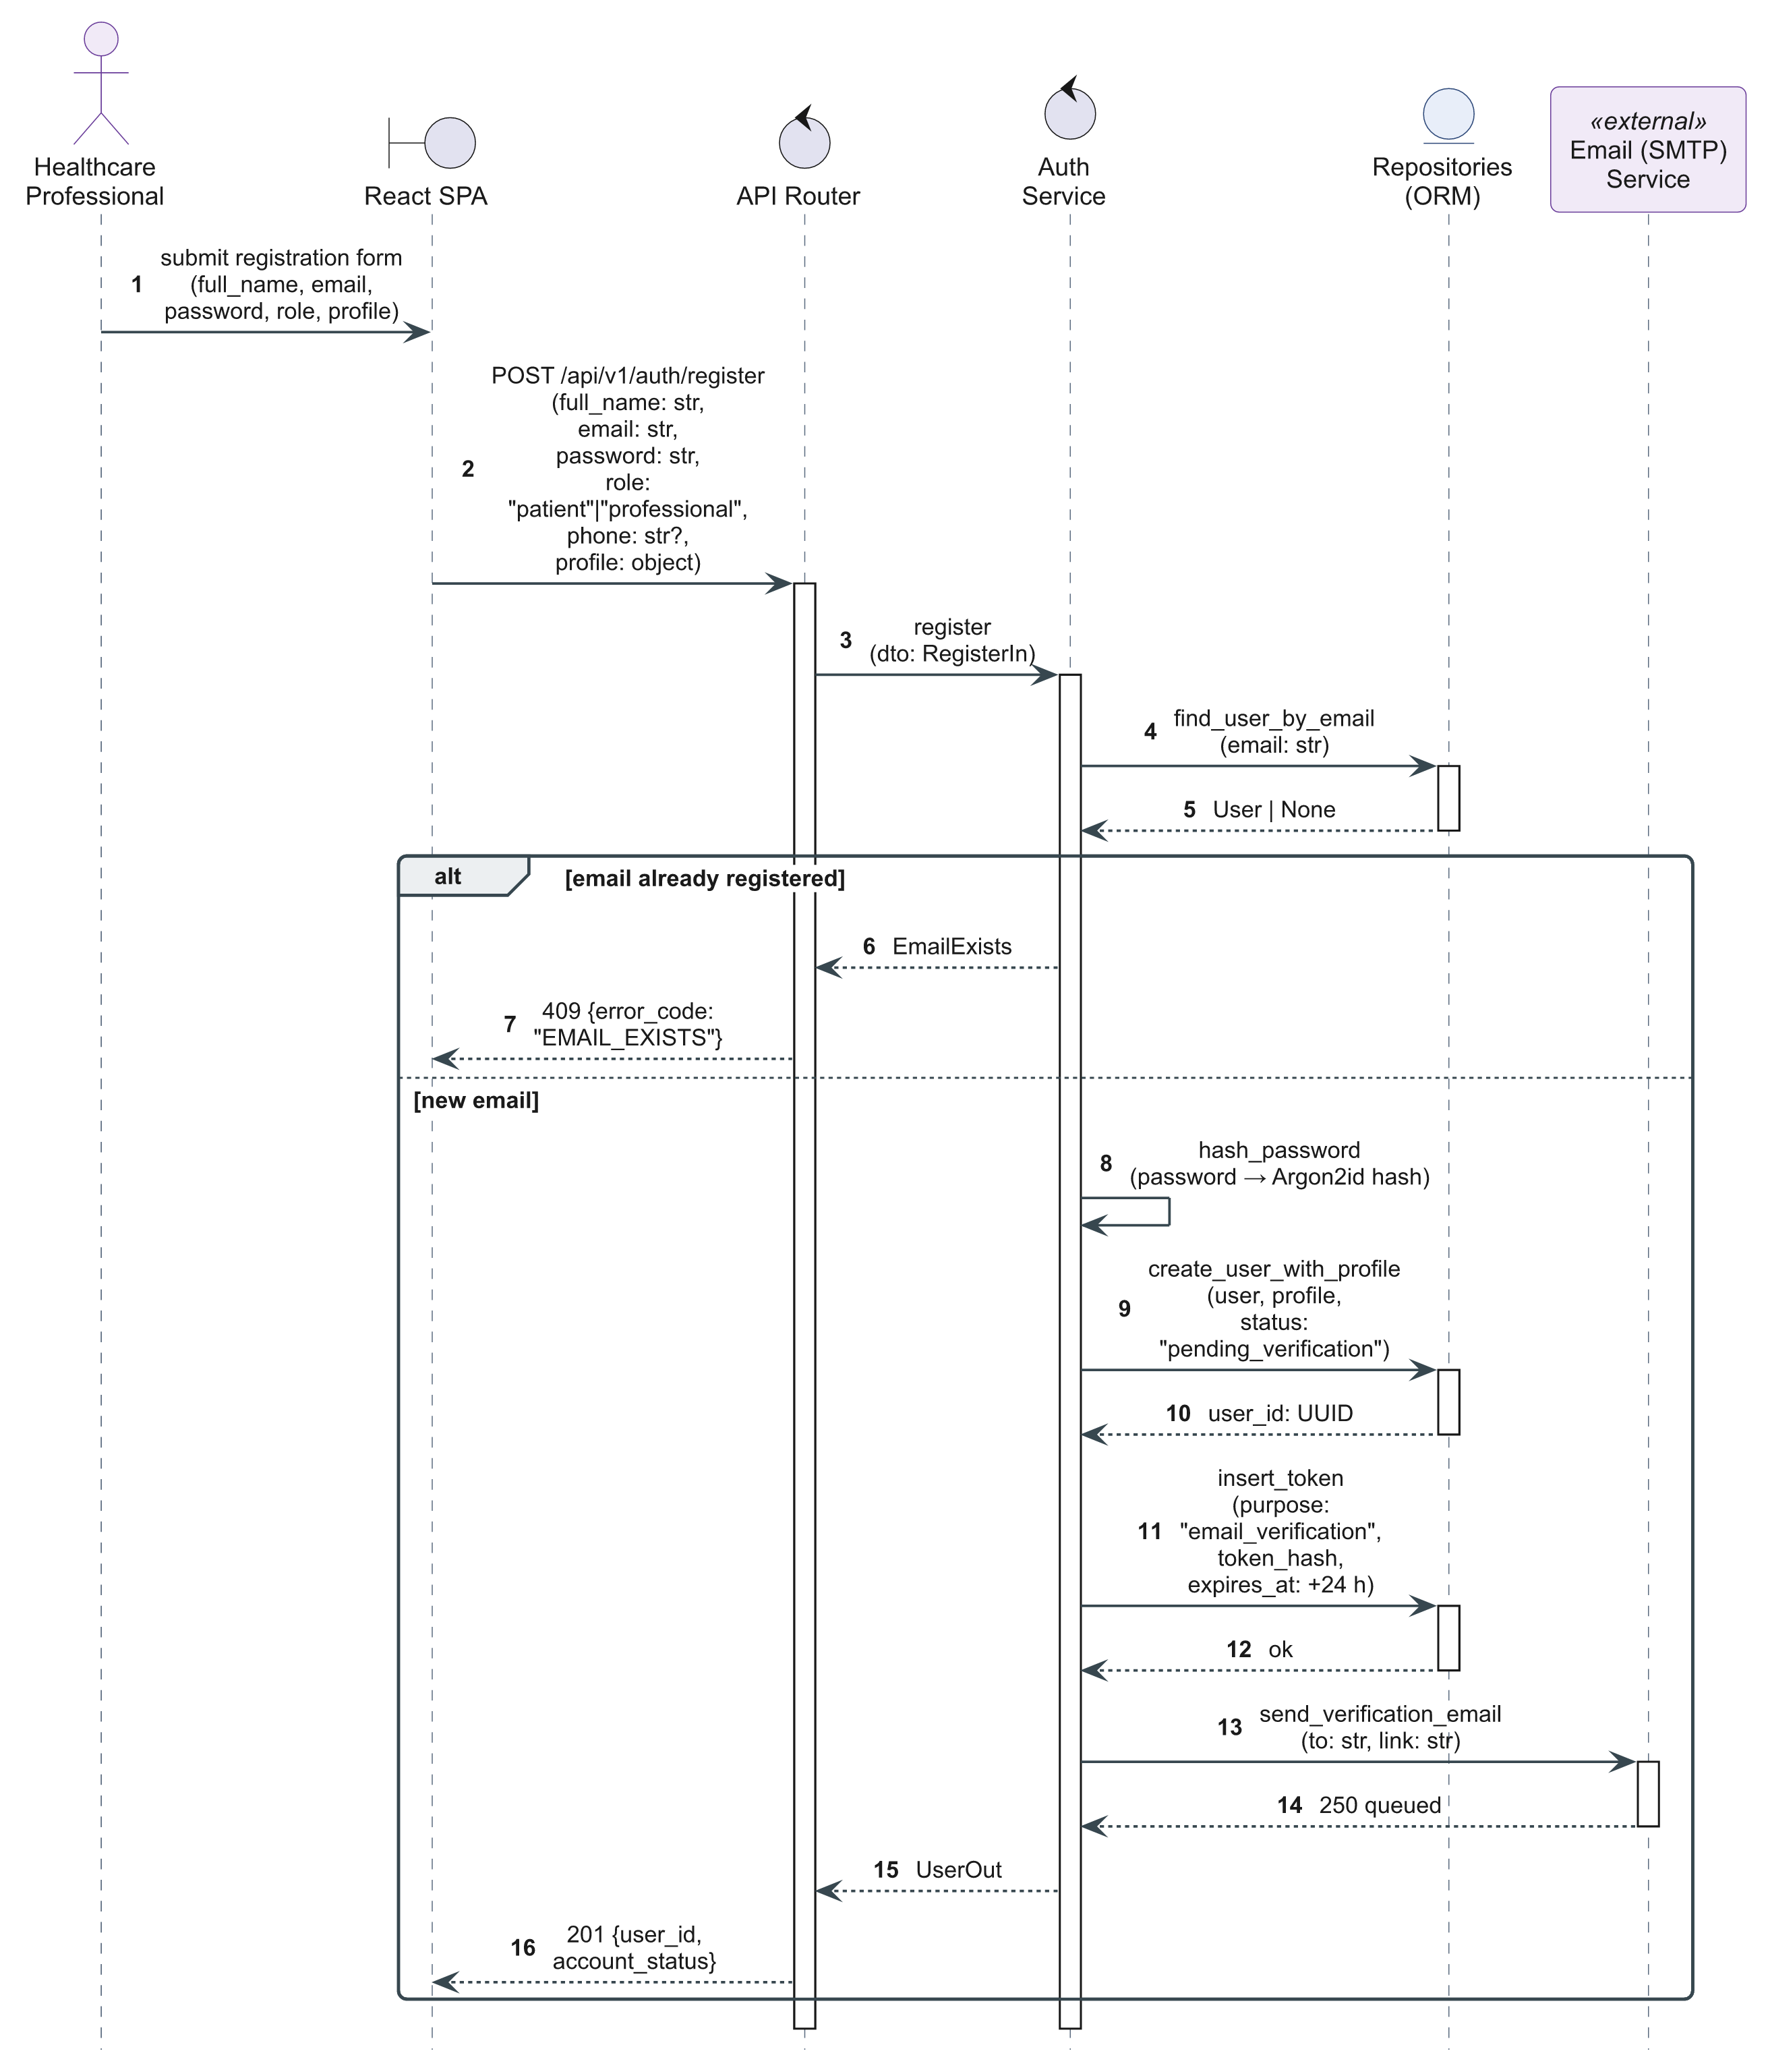 Healthcare
Professional
React SPA
API Router
Auth
Service
Repositories
(ORM)
«external»
Email (SMTP)
Service
1
submit registration form
(full_name, email,
password, role, profile)
2
POST /api/v1/auth/register
(full_name: str,
email: str,
password: str,
role:
"patient"|"professional",
phone: str?,
profile: object)
3
register
(dto: RegisterIn)
4
find_user_by_email
(email: str)
5 User | None
alt [email already registered]
6 EmailExists
7
409 {error_code:
"EMAIL_EXISTS"}
[new email]
8
hash_password
(password → Argon2id hash)
9
create_user_with_profile
(user, profile,
status:
"pending_verification")
10 user_id: UUID
11
insert_token
(purpose:
"email_verification",
token_hash,
expires_at: +24 h)
12 ok
13
send_verification_email
(to: str, link: str)
14 250 queued
15 UserOut
16
201 {user_id,
account_status}